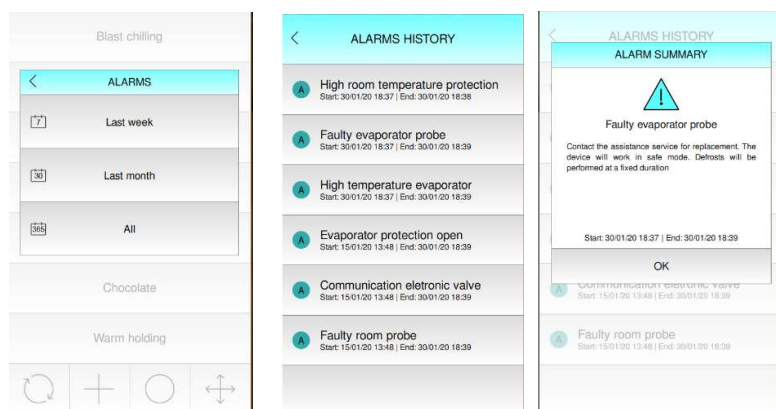 Blast chilling
ALARMS
7
Last week
30
Last month
365
All
Chocolate
Warm holding
ALARMS HISTORY
A
High room temperature protection
Start: 30/01/20 18:37 | End: 30/01/20 18:38
A
Faulty evaporator probe
Start: 30/01/20 18:37 | End: 30/01/20 18:39
A
High temperature evaporator
Start: 30/01/20 18:37 | End: 30/01/20 18:39
A
Evaporator protection open
Start: 15/01/20 13:48 | End: 30/01/20 18:39
A
Communication eletronic valve
Start: 15/01/20 13:48 | End: 30/01/20 18:39
A
Faulty room probe
Start: 15/01/20 13:48 | End: 30/01/20 18:39
ALARMS HISTORY
ALARM SUMMARY
Faulty evaporator probe
Contact the assistance service for replacement. The
device will work in safe mode. Defrosts will be
performed at a fixed duration
Start: 30/01/20 18:37 | End: 30/01/20 18:39
OK
A
Communication eletronic valve
Start: 15/01/20 13:48 | End: 30/01/20 18:39
A
Faulty room probe
Start: 15/01/20 13:48 | End: 30/01/20 18:39